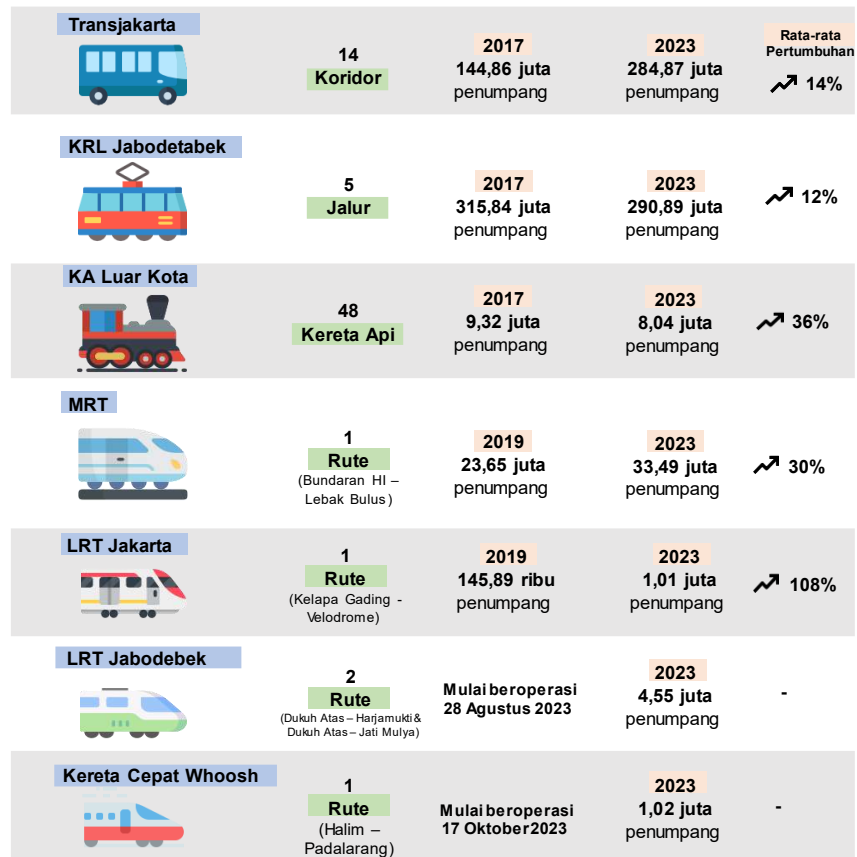 Transjakarta
14
Koridor
2017
144,86 juta
penumpang
2023
284,87 juta
penumpang
Rata-rata
Pertumbuhan
14%
KRL Jabodetabek
5
Jalur
2017
315,84 juta
penumpang
2023
290,89 juta
penumpang
12%
KA Luar Kota
48
Kereta Api
2017
9,32 juta
penumpang
2023
8,04 juta
penumpang
36%
MRT
1
Rute
(Bundaran HI –
Lebak Bulus)
2019
23,65 juta
penumpang
2023
33,49 juta
penumpang
30%
LRT Jakarta
1
Rute
(Kelapa Gading -
Velodrome)
2019
145,89 ribu
penumpang
2023
1,01 juta
penumpang
108%
LRT Jabodebek
2
Rute
(Dukuh Atas – Harjamukti &
Dukuh Atas – Jati Mulya)
Mulai beroperasi
28 Agustus 2023
2023
4,55 juta
penumpang
-
Kereta Cepat Whoosh
1
Rute
(Halim –
Padalarang)
Mulai beroperasi
17 Oktober 2023
2023
1,02 juta
penumpang
-